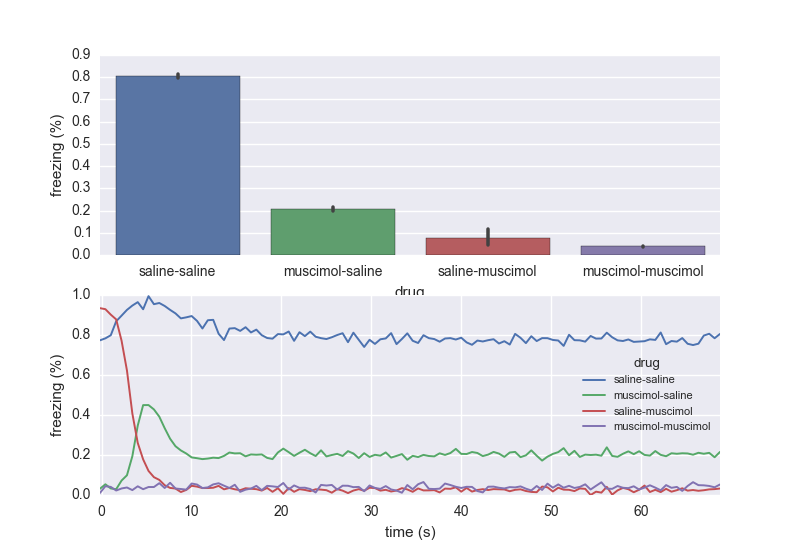 0.9
0.8
0.7
0.6
0.5
0.4
0.3
0.2
0.1
0.0
freezing (%)
saline-saline muscimol-saline saline-muscimol muscimol-muscimol
drug
1.0
0.8
0.6
0.4
0.2
0.0
freezing (%)
drug
saline-saline
muscimol-saline
saline-muscimol
muscimol-muscimol
0 10 20 30 40 50 60
time (s)